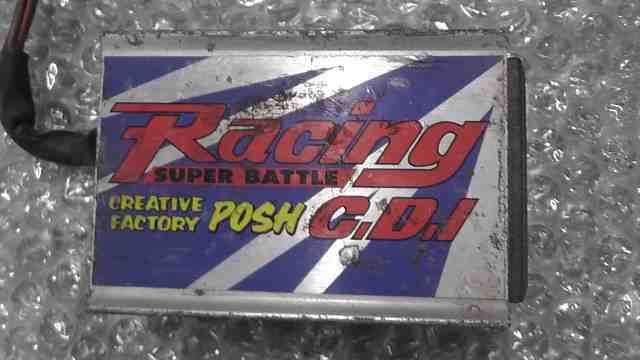 Racing
SUPER BATTLE
CREATIVE
FACTORY POSH C.D.I